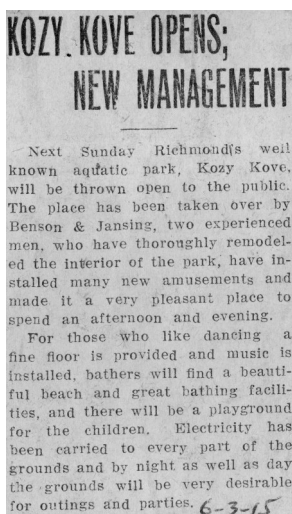 KOZY KOVE OPENS;
NEW MANAGEMENT
Next Sunday Richmond's well
known aquatic park, Kozy Kove,
will be thrown open to the public.
The place has been taken over by
Benson & Jansing, two experienced
men, who have thoroughly remodel-
ed the interior of the park, have in-
stalled many new amusements and
made it a very pleasant place to
spend an afternoon and evening.
For those who like dancing a
fine floor is provided and music is
installed, bathers will find a beauti-
ful beach and great bathing facili-
ties, and there will be a playground
for the children. Electricity has
been carried to every part of the
grounds and by night as well as day
the grounds will be very desirable
for outings and parties. 6-3-15